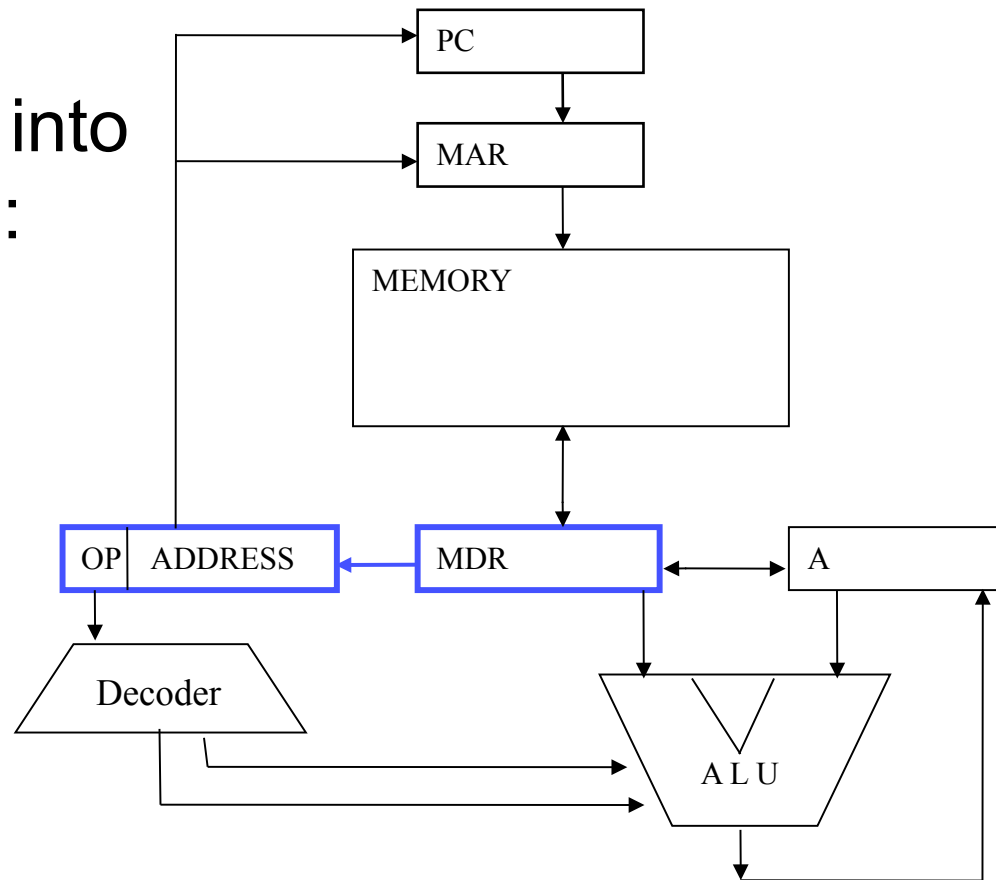 into
:
PC
MAR
MEMORY
OP ADDRESS
MDR
A
Decoder
A L U